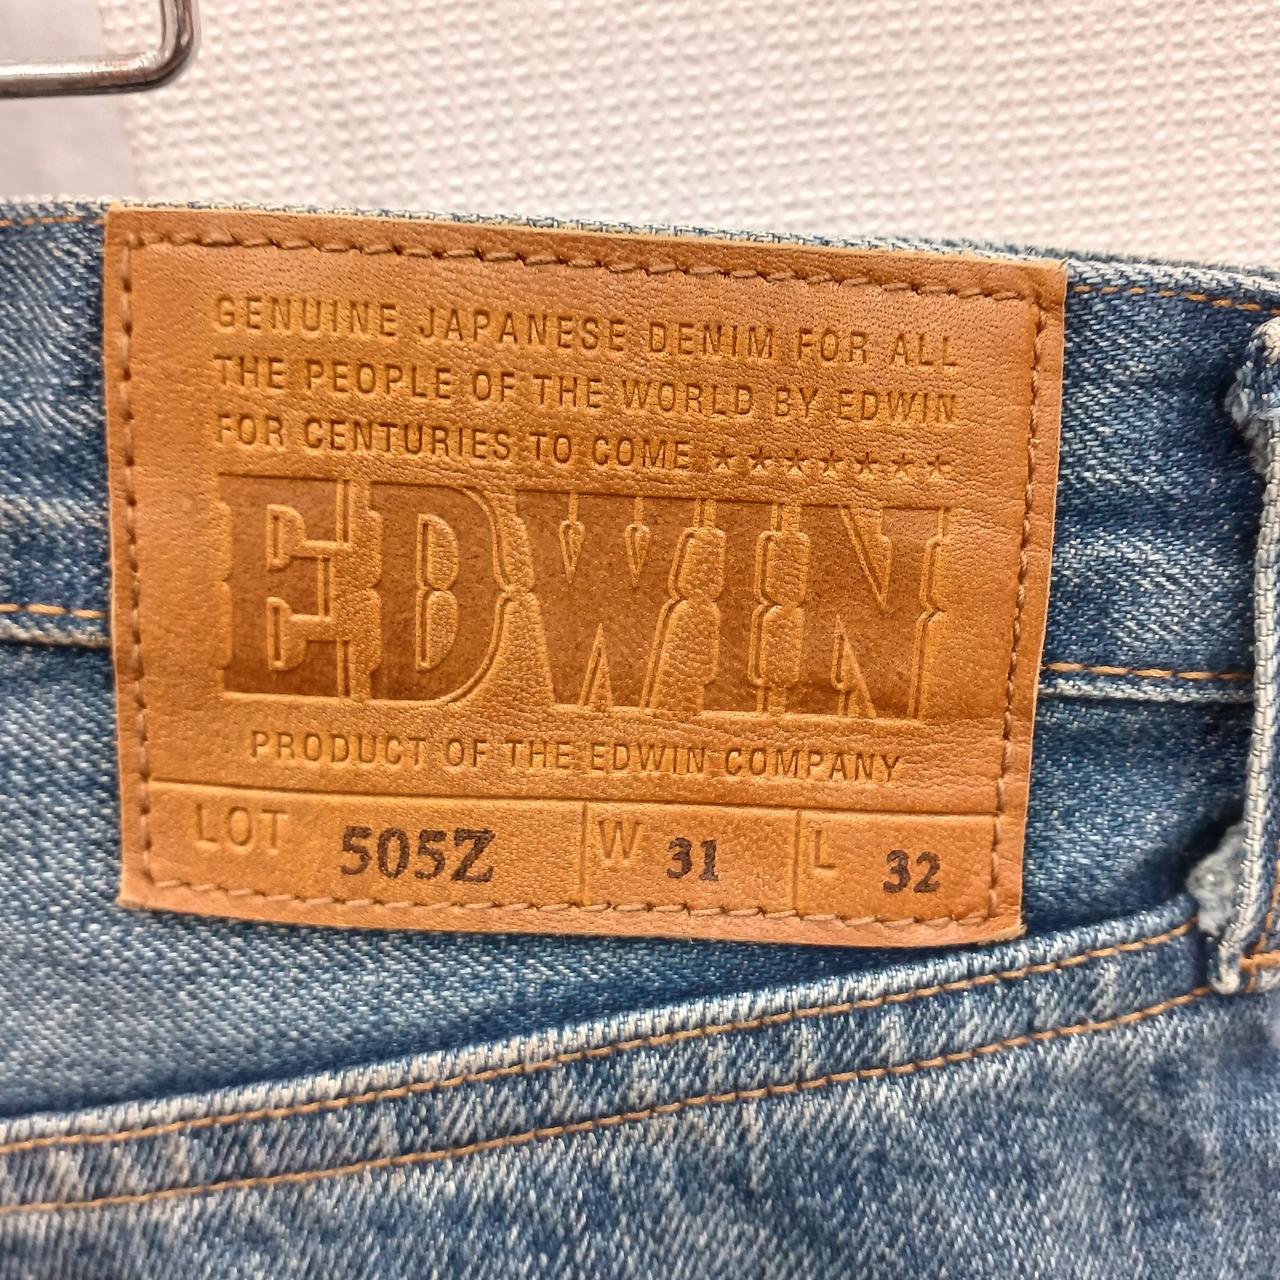 GENUINE JAPANESE DENIM FOR ALL
THE PEOPLE OF THE WORLD BY EDWIN
FOR CENTURIES TO COME ★★★★★★★
EDWIN
PRODUCT OF THE EDWIN COMPANY
LOT 505Z W 31 L 32